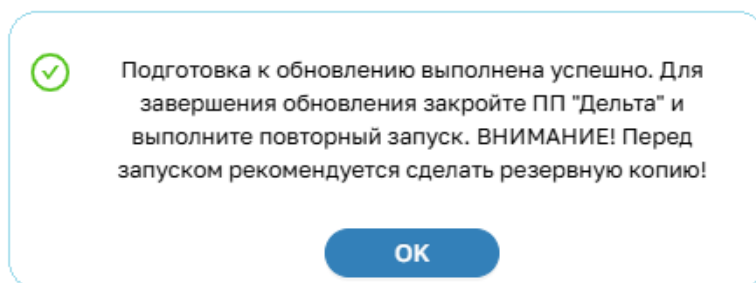 Подготовка к обновлению выполнена успешно. Для
завершения обновления закройте ПП "Дельта" и
выполните повторный запуск. ВНИМАНИЕ! Перед
запуском рекомендуется сделать резервную копию!
ОК